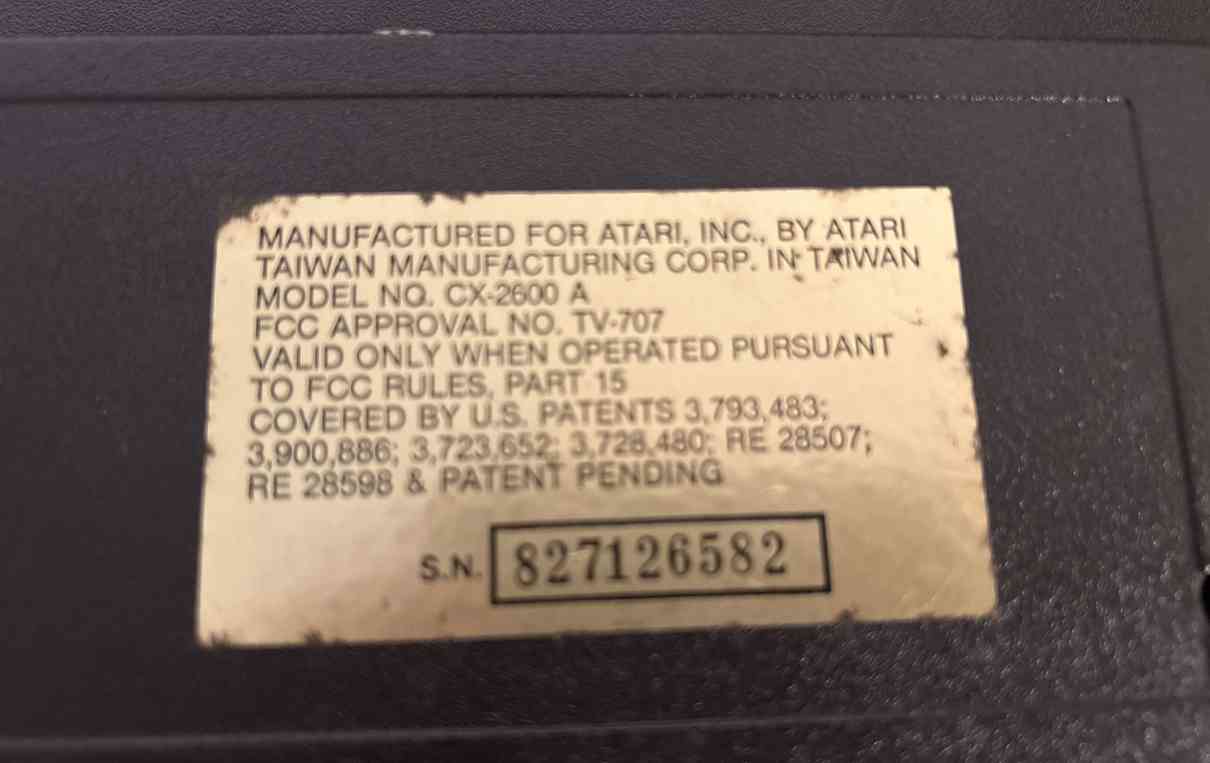 MANUFACTURED FOR ATARI, INC., BY ATARI
TAIWAN MANUFACTURING CORP. IN TAIWAN
MODEL NO. CX-2600 A
FCC APPROVAL NO. TV-707
VALID ONLY WHEN OPERATED PURSUANT
TO FCC RULES, PART 15
COVERED BY U.S. PATENTS 3,793,483;
3,900,886; 3,723,652; 3,728,480; RE 28507;
RE 28598 & PATENT PENDING
S.N. 827126582